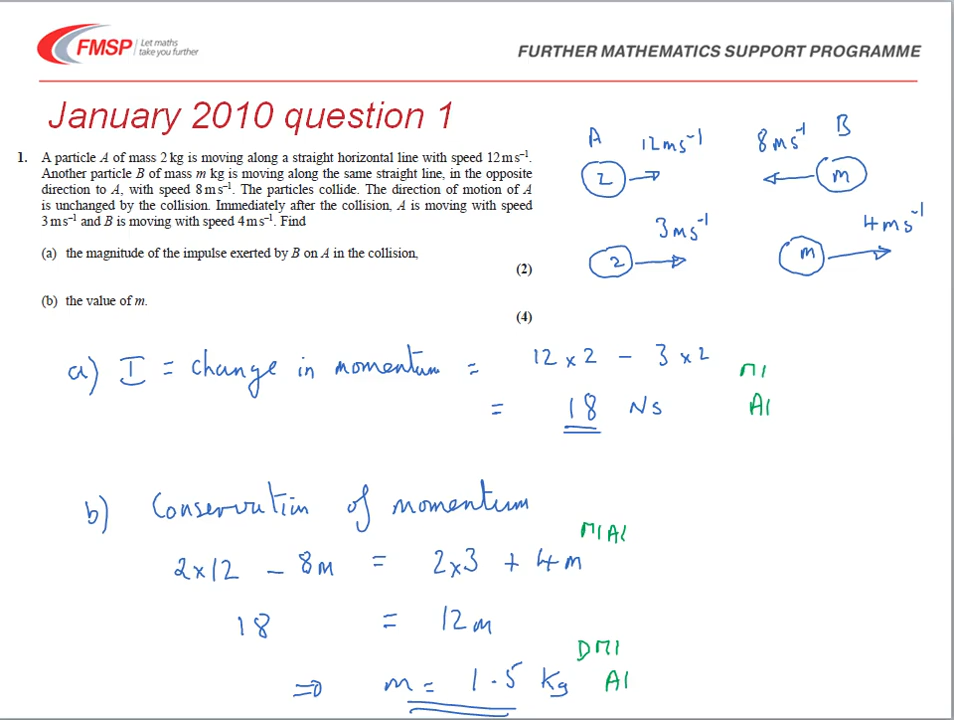 FMSP Let maths take you further
FURTHER MATHEMATICS SUPPORT PROGRAMME
January 2010 question 1
1. A particle A of mass 2 kg is moving along a straight horizontal line with speed 12 m s⁻¹.
Another particle B of mass m kg is moving along the same straight line, in the opposite
direction to A, with speed 8 m s⁻¹. The particles collide. The direction of motion of A
is unchanged by the collision. Immediately after the collision, A is moving with speed
3 m s⁻¹ and B is moving with speed 4 m s⁻¹. Find
(a) the magnitude of the impulse exerted by B on A in the collision,
(2)
(b) the value of m.
(4)
A 12ms⁻¹ 8ms⁻¹ B
2 m
3ms⁻¹ 4ms⁻¹
2 m
a) I = change in momentum = 12 × 2 − 3 × 2 M1
= 18 Ns A1
b) Conservation of momentum
M1A1
2×12 − 8m = 2×3 + 4m
18 = 12m
DM1
⇒ m = 1.5 kg A1